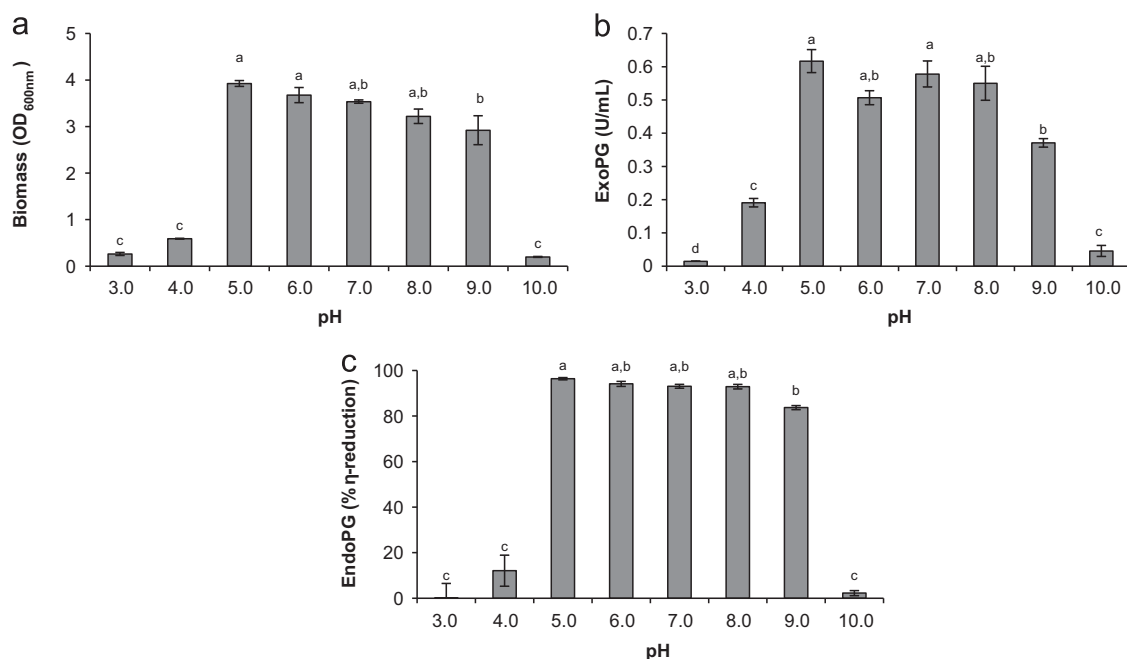 a
Biomass (OD600nm)
5
4
3
2
1
0
c
c
a
a
a,b
a,b
b
c
3.0 4.0 5.0 6.0 7.0 8.0 9.0 10.0
pH
b
ExoPG (U/mL)
0.7
0.6
0.5
0.4
0.3
0.2
0.1
0
d
c
a
a,b
a
a,b
b
c
3.0 4.0 5.0 6.0 7.0 8.0 9.0 10.0
pH
c
EndoPG (% η-reduction)
100
80
60
40
20
0
c
c
a
a,b
a,b
a,b
b
c
3.0 4.0 5.0 6.0 7.0 8.0 9.0 10.0
pH